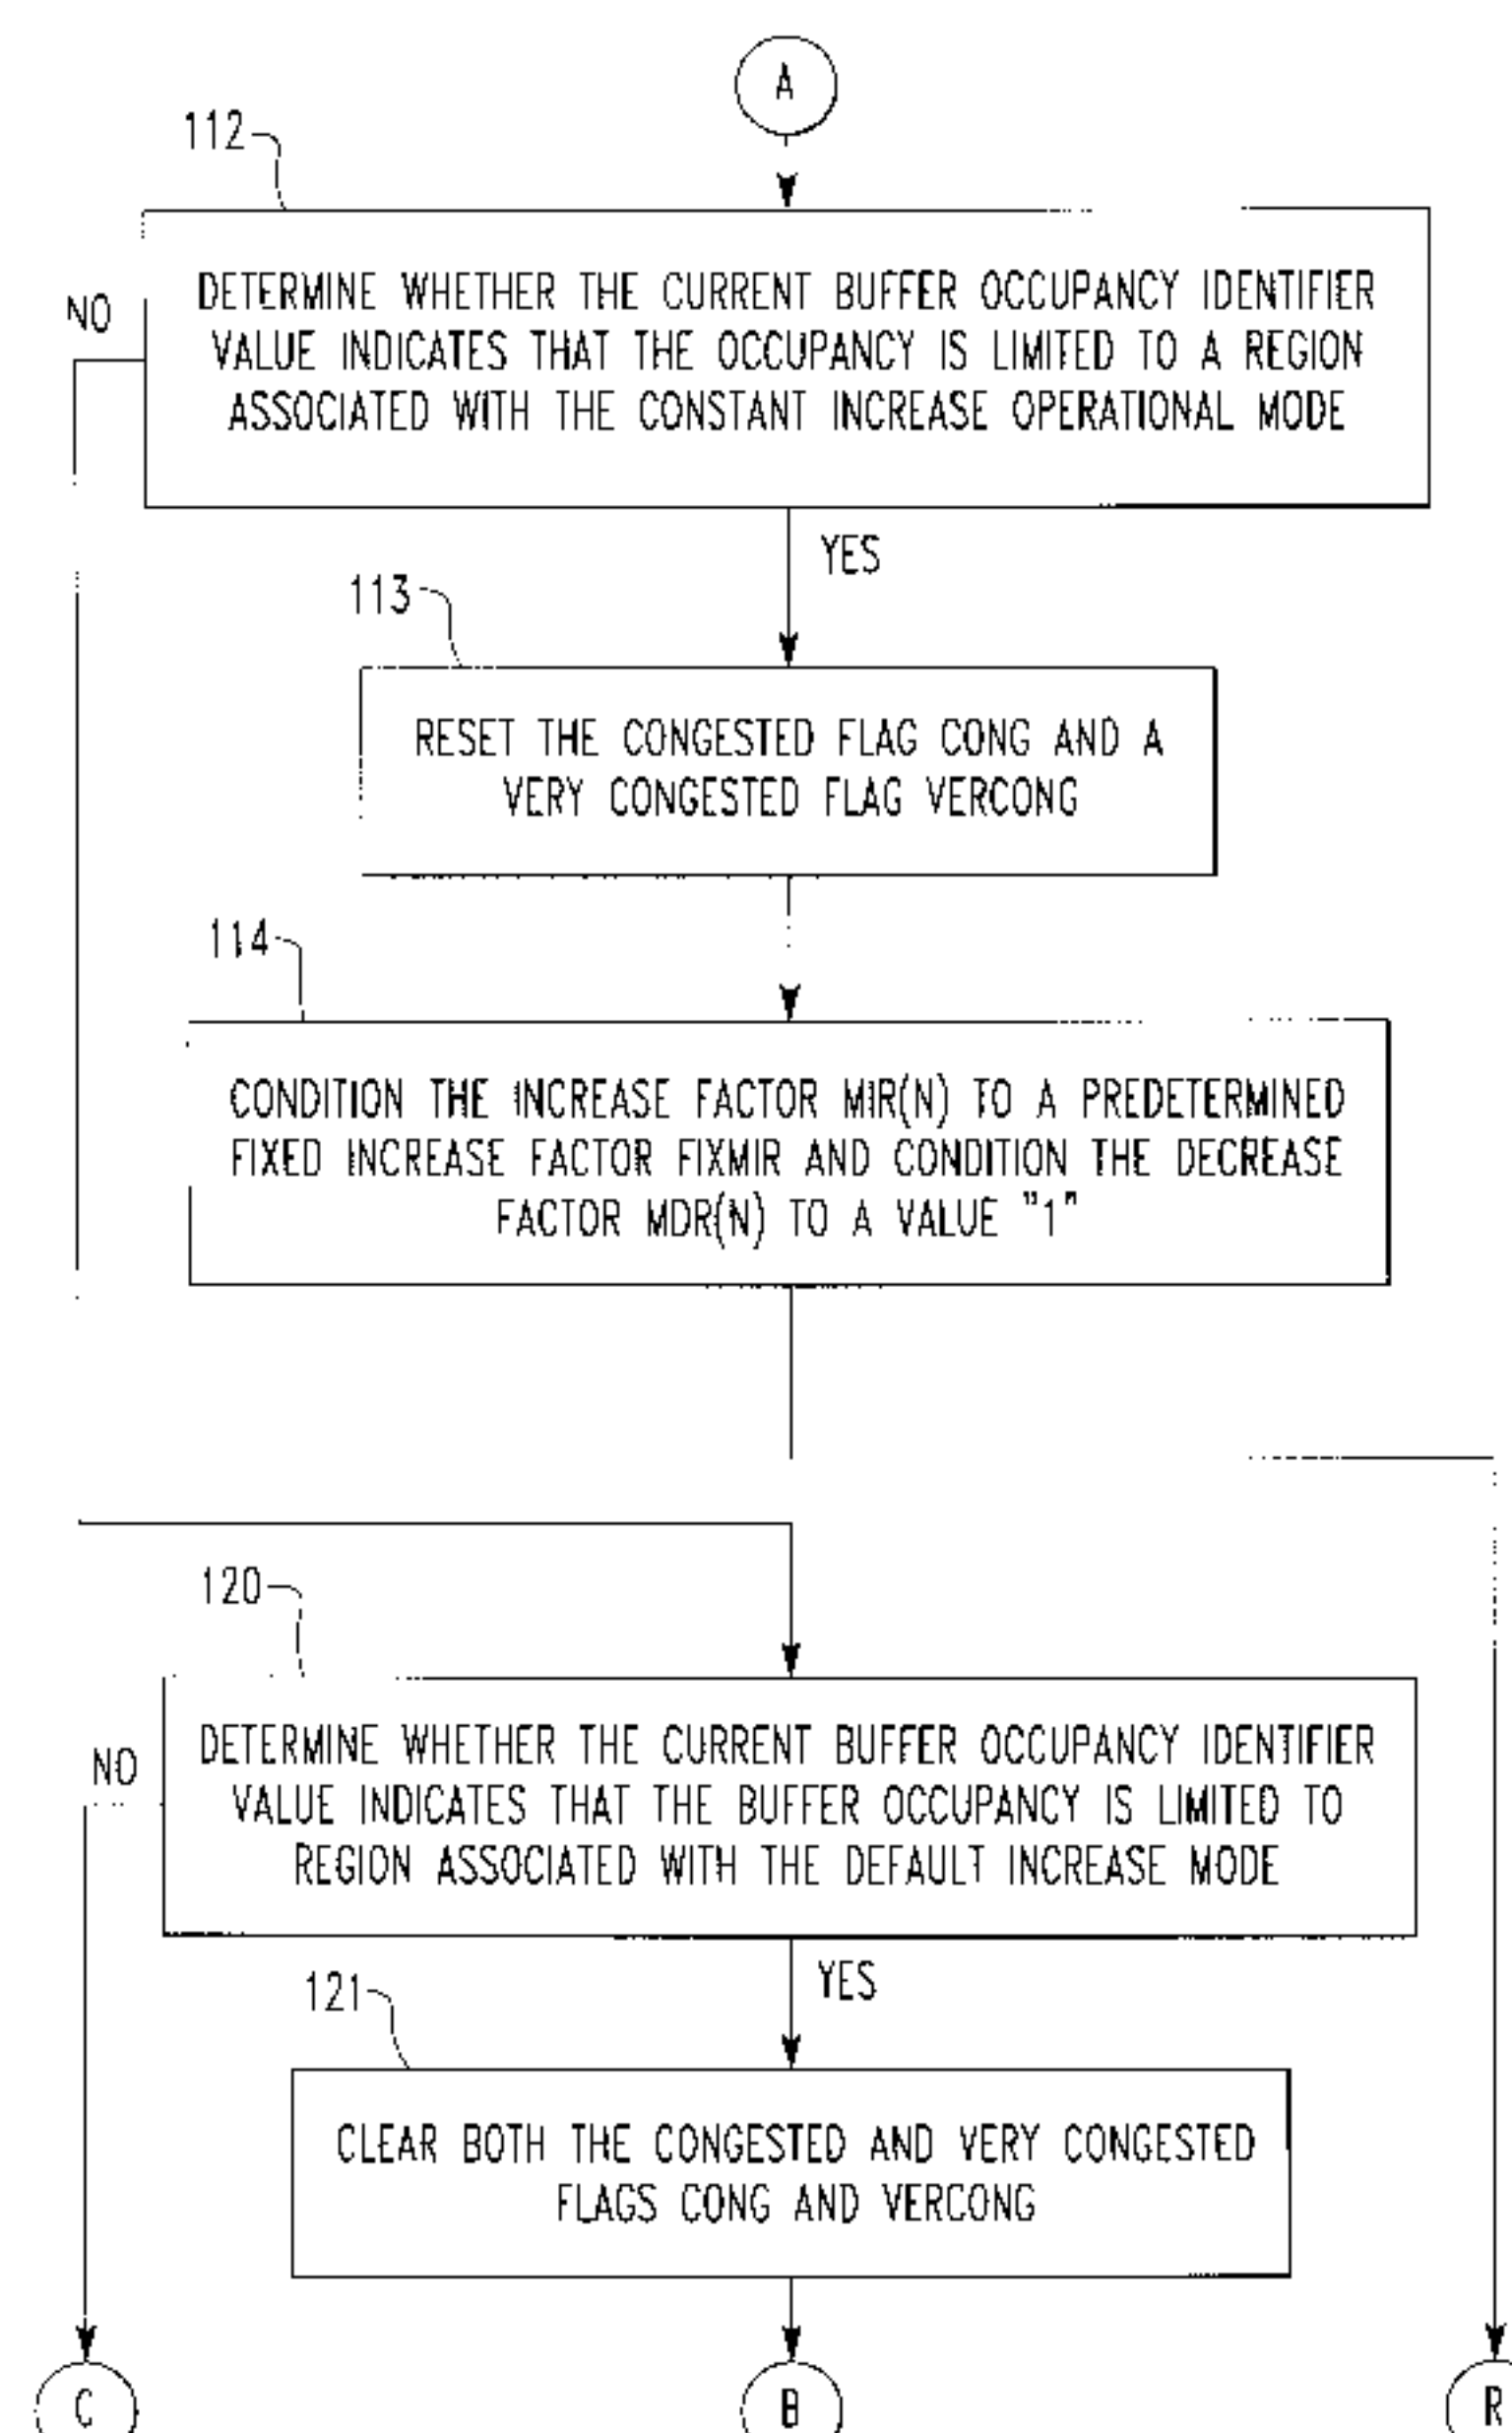 A
112
NO
DETERMINE WHETHER THE CURRENT BUFFER OCCUPANCY IDENTIFIER
VALUE INDICATES THAT THE OCCUPANCY IS LIMITED TO A REGION
ASSOCIATED WITH THE CONSTANT INCREASE OPERATIONAL MODE
YES
113
RESET THE CONGESTED FLAG CONG AND A
VERY CONGESTED FLAG VERCONG
114
CONDITION THE INCREASE FACTOR MIR(N) TO A PREDETERMINED
FIXED INCREASE FACTOR FIXMIR AND CONDITION THE DECREASE
FACTOR MDR(N) TO A VALUE "1"
120
NO
DETERMINE WHETHER THE CURRENT BUFFER OCCUPANCY IDENTIFIER
VALUE INDICATES THAT THE BUFFER OCCUPANCY IS LIMITED TO
REGION ASSOCIATED WITH THE DEFAULT INCREASE MODE
YES
121
CLEAR BOTH THE CONGESTED AND VERY CONGESTED
FLAGS CONG AND VERCONG
C
B
R